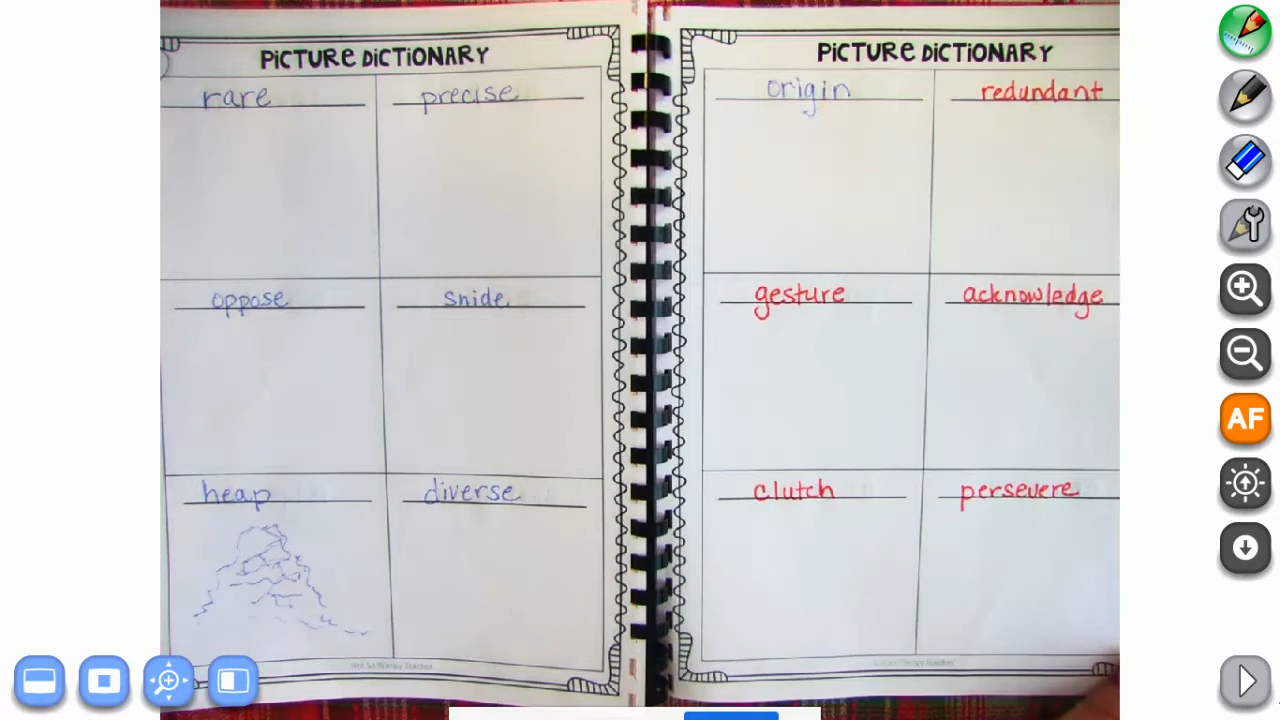 PICTURE DICTIONARY
rare
precise
oppose
snide
heap
diverse
PICTURE DICTIONARY
origin
redundant
gesture
acknowledge
clutch
persevere
AF